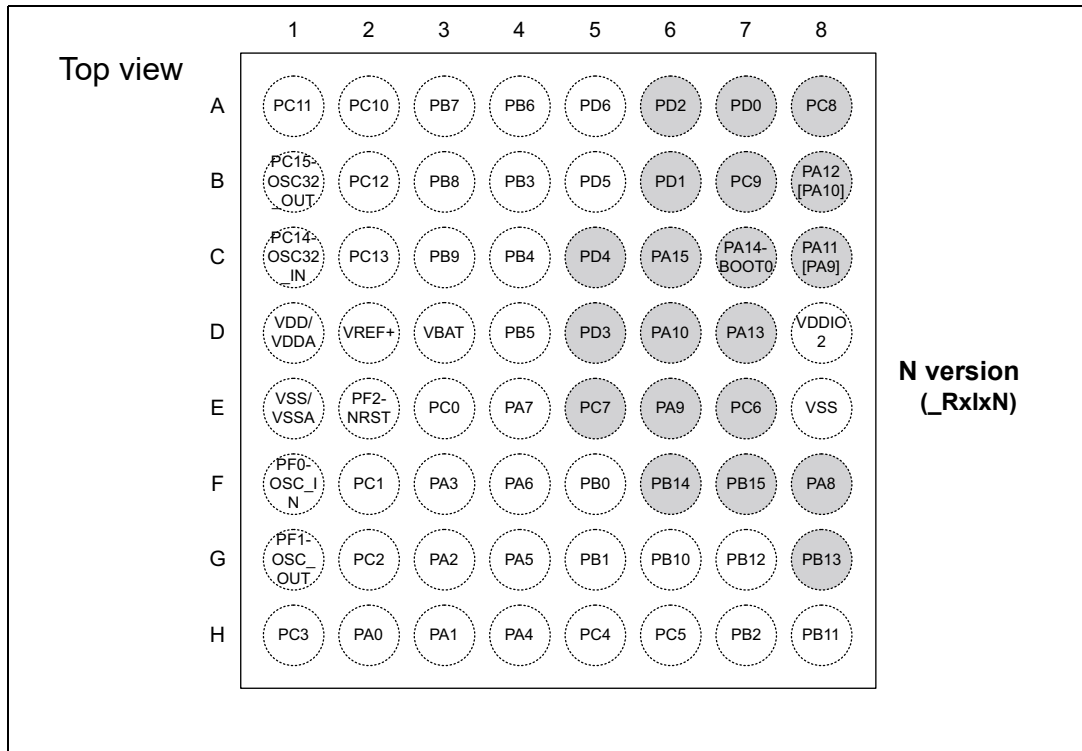 1 2 3 4 5 6 7 8
Top view
A PC11 PC10 PB7 PB6 PD6 PD2 PD0 PC8
B PC15-OSC32_OUT PC12 PB8 PB3 PD5 PD1 PC9 PA12 [PA10]
C PC14-OSC32_IN PC13 PB9 PB4 PD4 PA15 PA14-BOOT0 PA11 [PA9]
D VDD/VDDA VREF+ VBAT PB5 PD3 PA10 PA13 VDDIO2
N version
(_RxIxN)
E VSS/VSSA PF2-NRST PC0 PA7 PC7 PA9 PC6 VSS
F PF0-OSC_IN PC1 PA3 PA6 PB0 PB14 PB15 PA8
G PF1-OSC_OUT PC2 PA2 PA5 PB1 PB10 PB12 PB13
H PC3 PA0 PA1 PA4 PC4 PC5 PB2 PB11